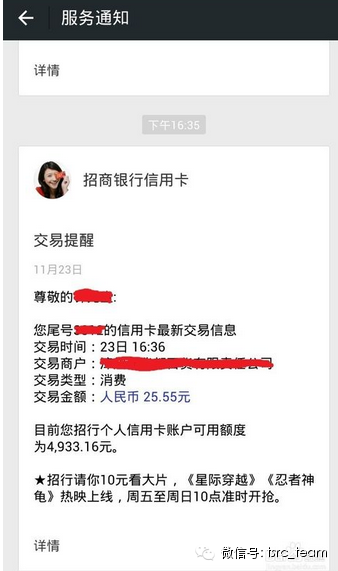 服务通知
详情
下午16:35
招商银行信用卡
交易提醒
11月23日
尊敬的
您尾号的信用卡最新交易信息
交易时间：23日 16:36
交易商户：
交易类型：消费
交易金额：人民币 25.55元
目前您招行个人信用卡账户可用额度
为4,933.16元。
★招行请你10元看大片，《星际穿越》《忍者神
龟》热映上线，周五至周日10点准时开抢。
详情
微信号: brc_team